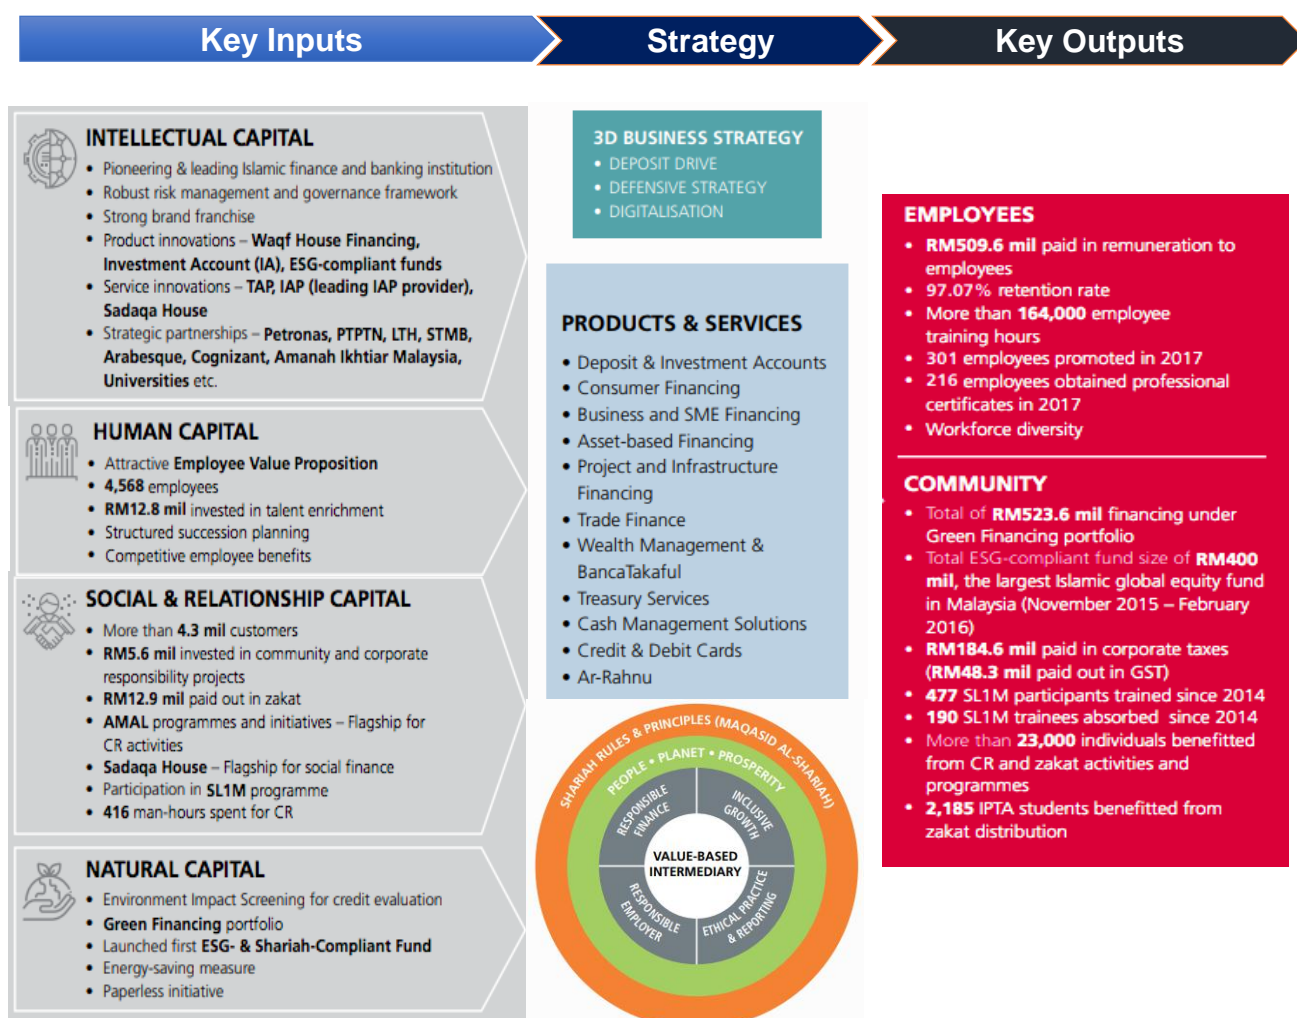 Key Inputs
Strategy
Key Outputs
INTELLECTUAL CAPITAL
• Pioneering & leading Islamic finance and banking institution
• Robust risk management and governance framework
• Strong brand franchise
• Product innovations – Waqf House Financing,
Investment Account (IA), ESG-compliant funds
• Service innovations – TAP, IAP (leading IAP provider),
Sadaqa House
• Strategic partnerships – Petronas, PTPTN, LTH, STMB,
Arabesque, Cognizant, Amanah Ikhtiar Malaysia,
Universities etc.
HUMAN CAPITAL
• Attractive Employee Value Proposition
• 4,568 employees
• RM12.8 mil invested in talent enrichment
• Structured succession planning
• Competitive employee benefits
SOCIAL & RELATIONSHIP CAPITAL
• More than 4.3 mil customers
• RM5.6 mil invested in community and corporate
responsibility projects
• RM12.9 mil paid out in zakat
• AMAL programmes and initiatives – Flagship for
CR activities
• Sadaqa House – Flagship for social finance
• Participation in SL1M programme
• 416 man-hours spent for CR
NATURAL CAPITAL
• Environment Impact Screening for credit evaluation
• Green Financing portfolio
• Launched first ESG- & Shariah-Compliant Fund
• Energy-saving measure
• Paperless initiative
3D BUSINESS STRATEGY
• DEPOSIT DRIVE
• DEFENSIVE STRATEGY
• DIGITALISATION
PRODUCTS & SERVICES
• Deposit & Investment Accounts
• Consumer Financing
• Business and SME Financing
• Asset-based Financing
• Project and Infrastructure
Financing
• Trade Finance
• Wealth Management &
BancaTakaful
• Treasury Services
• Cash Management Solutions
• Credit & Debit Cards
• Ar-Rahnu
SHARIAH RULES & PRINCIPLES (MAQASID AL-SHARIAH)
PEOPLE • PLANET • PROSPERITY
RESPONSIBLE
FINANCE
INCLUSIVE
GROWTH
VALUE-BASED
INTERMEDIARY
RESPONSIBLE
EMPLOYER
ETHICAL PRACTICE
& REPORTING
EMPLOYEES
• RM509.6 mil paid in remuneration to
employees
• 97.07% retention rate
• More than 164,000 employee
training hours
• 301 employees promoted in 2017
• 216 employees obtained professional
certificates in 2017
• Workforce diversity
COMMUNITY
• Total of RM523.6 mil financing under
Green Financing portfolio
• Total ESG-compliant fund size of RM400
mil, the largest Islamic global equity fund
in Malaysia (November 2015 – February
2016)
• RM184.6 mil paid in corporate taxes
(RM48.3 mil paid out in GST)
• 477 SL1M participants trained since 2014
• 190 SL1M trainees absorbed since 2014
• More than 23,000 individuals benefitted
from CR and zakat activities and
programmes
• 2,185 IPTA students benefitted from
zakat distribution